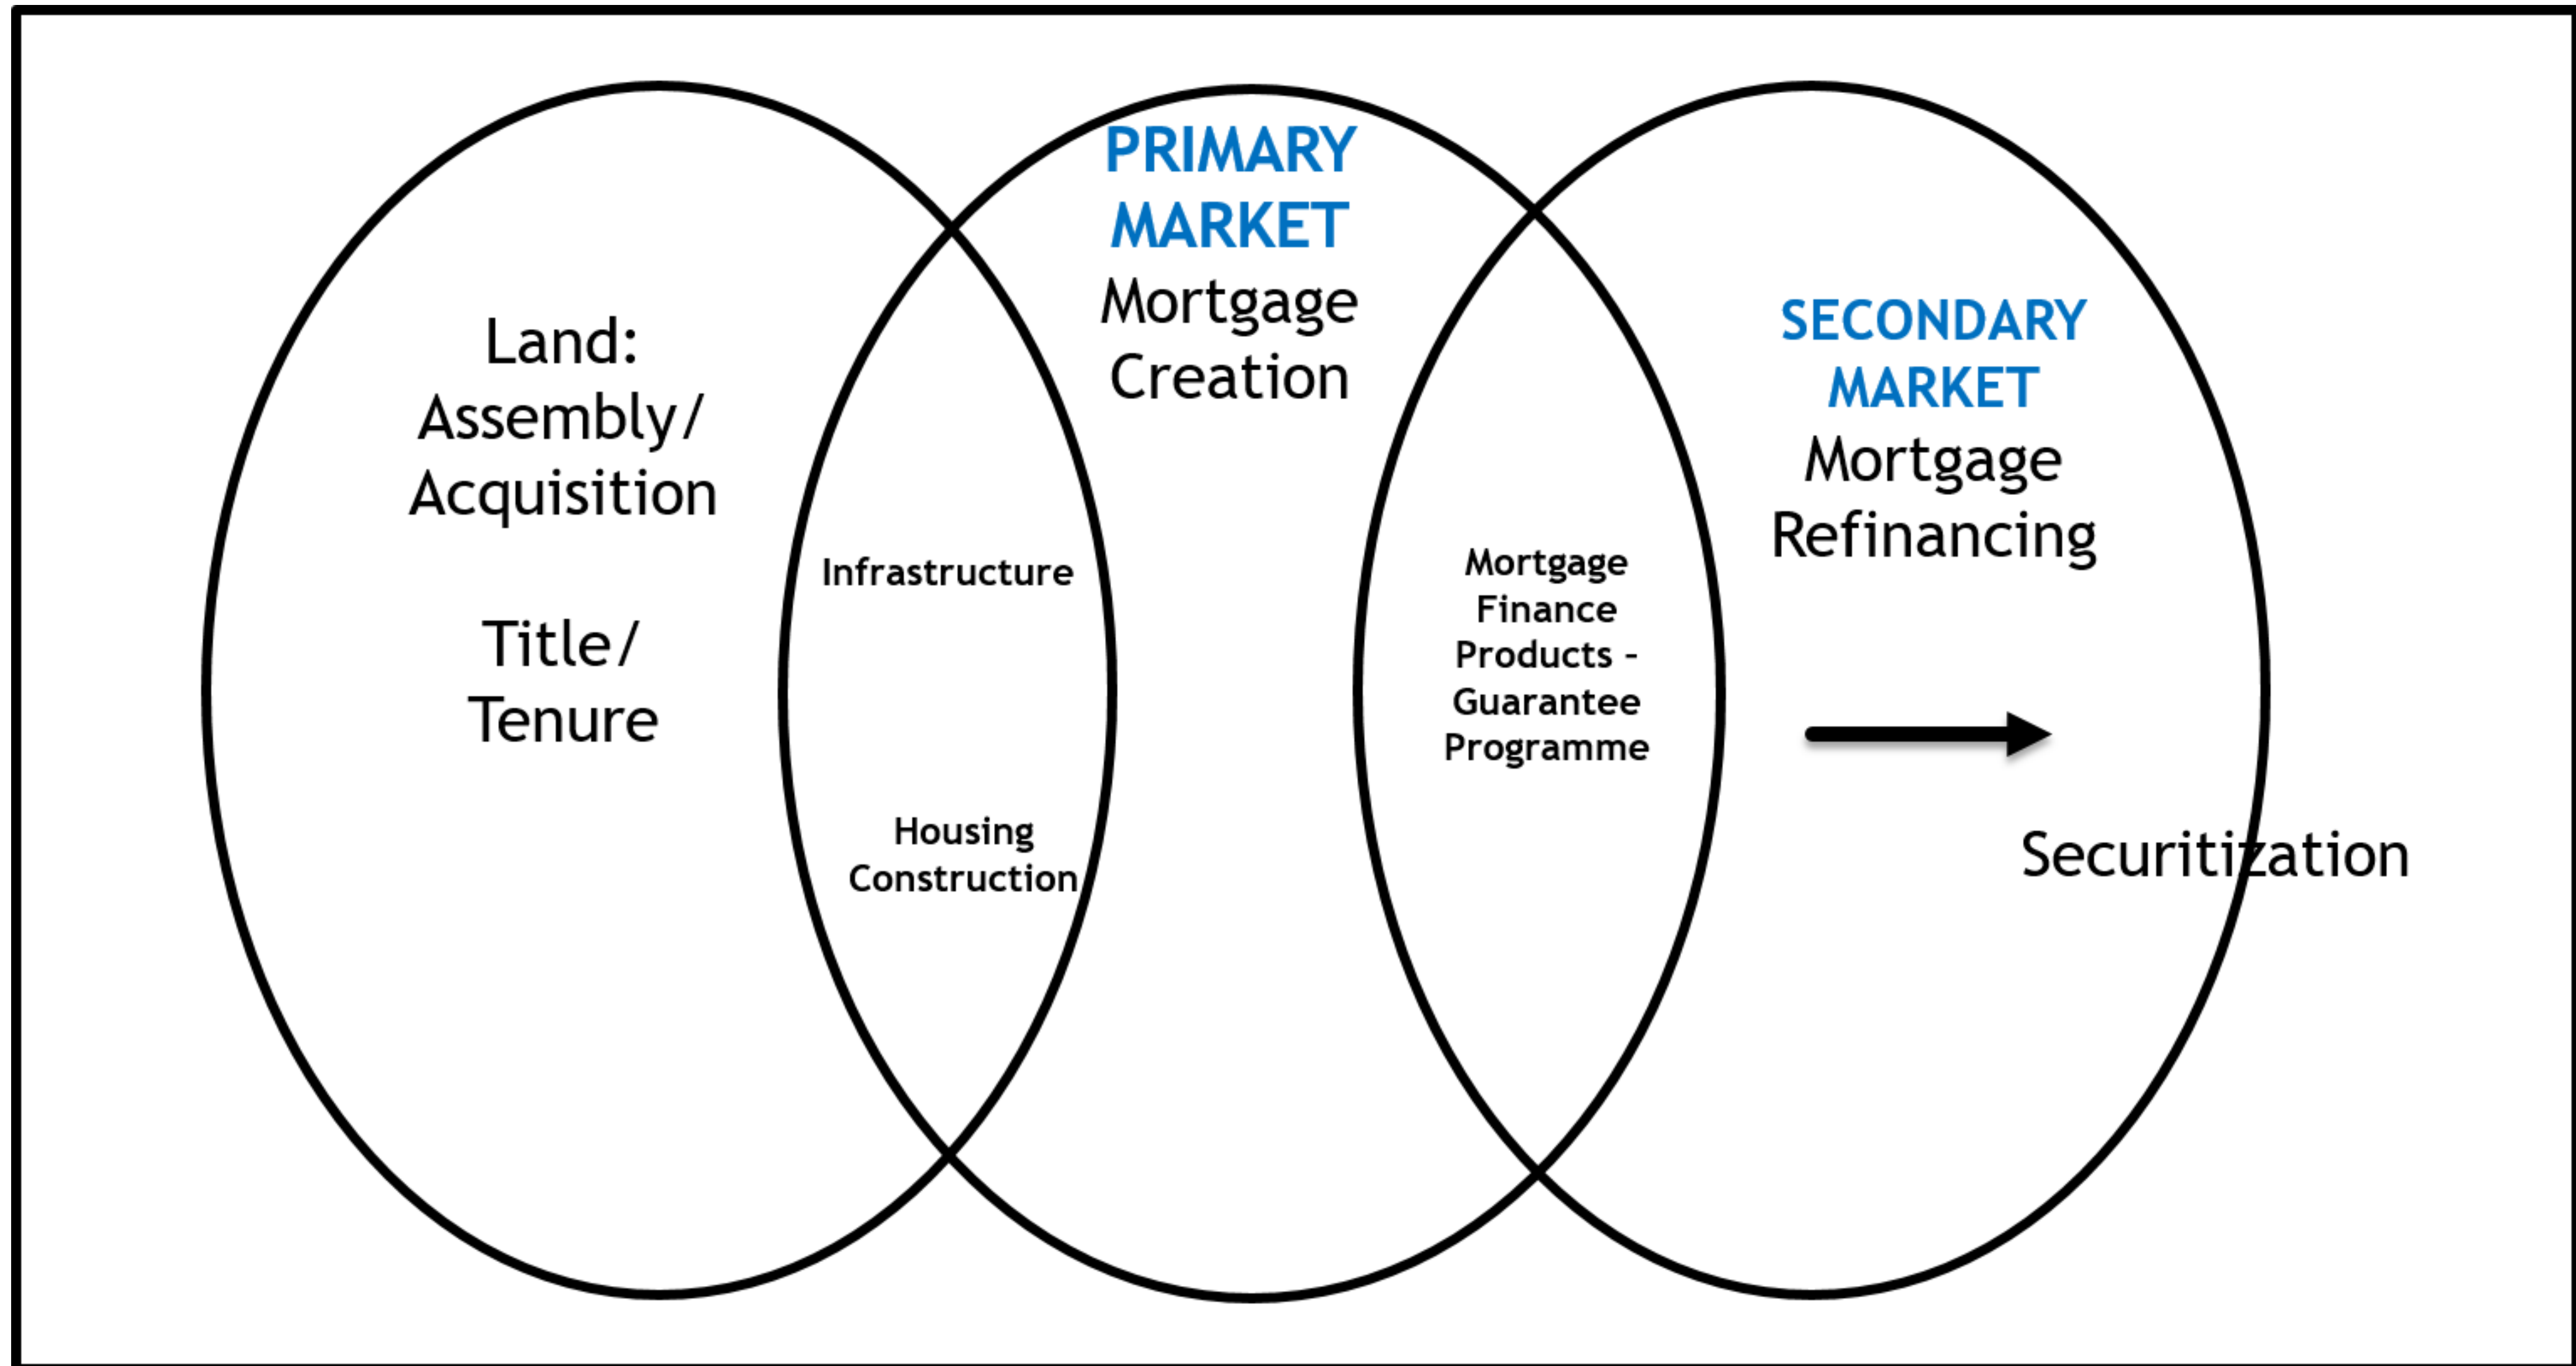 Land:
Assembly/
Acquisition
Title/
Tenure
Infrastructure
Housing
Construction
PRIMARY
MARKET
Mortgage
Creation
Mortgage
Finance
Products –
Guarantee
Programme
SECONDARY
MARKET
Mortgage
Refinancing
Securitization